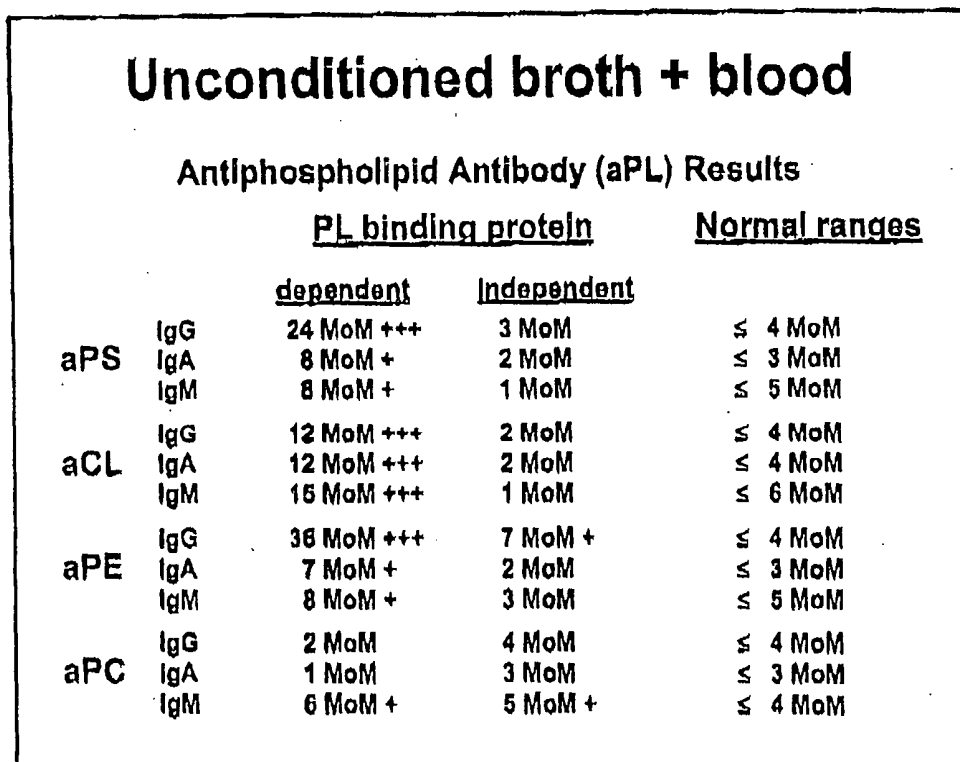 Unconditioned broth + blood
Antiphospholipid Antibody (aPL) Results
PL binding protein Normal ranges
dependent Independent
aPS IgG 24 MoM +++ 3 MoM ≤ 4 MoM
IgA 8 MoM + 2 MoM ≤ 3 MoM
IgM 8 MoM + 1 MoM ≤ 5 MoM
aCL IgG 12 MoM +++ 2 MoM ≤ 4 MoM
IgA 12 MoM +++ 2 MoM ≤ 4 MoM
IgM 15 MoM +++ 1 MoM ≤ 6 MoM
aPE IgG 36 MoM +++ 7 MoM + ≤ 4 MoM
IgA 7 MoM + 2 MoM ≤ 3 MoM
IgM 8 MoM + 3 MoM ≤ 5 MoM
aPC IgG 2 MoM 4 MoM ≤ 4 MoM
IgA 1 MoM 3 MoM ≤ 3 MoM
IgM 6 MoM + 5 MoM + ≤ 4 MoM